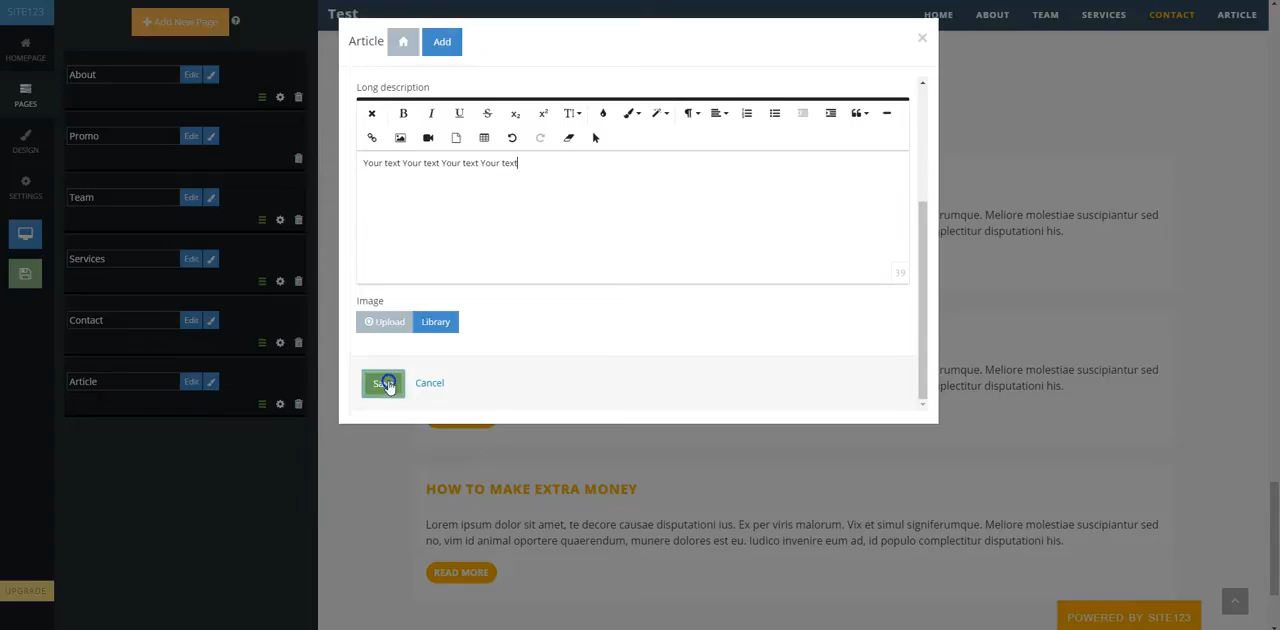 SITE123
Add New Page
Test
HOME
ABOUT
TEAM
SERVICES
CONTACT
ARTICLE
HOMEPAGE
PAGES
DESIGN
SETTINGS
UPGRADE
About
Edit
Promo
Edit
Team
Edit
Services
Edit
Contact
Edit
Article
Edit
Article
Add
Long description
Your text Your text Your text Your text
39
Image
Upload
Library
Cancel
rumque. Meliore molestiae suscipiantur sed
plectitur disputationi his.
rumque. Meliore molestiae suscipiantur sed
plectitur disputationi his.
HOW TO MAKE EXTRA MONEY
Lorem ipsum dolor sit amet, te decore causae disputationi ius. Ex per viris malorum. Vix et simul signiferumque. Meliore molestiae suscipiantur sed
no, vim id animal oportere quaerendum, munere dolores est eu. Iudico invenire eum ad, id populo complectitur disputationi his.
READ MORE
POWERED BY SITE123